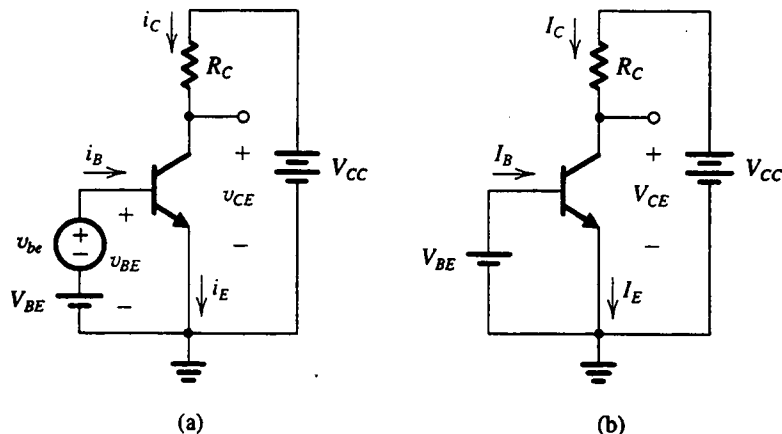 i_C
R_C
i_B
+
v_CE
−
V_CC
v_be
+
−
+
v_BE
−
V_BE
i_E
(a)
I_C
R_C
I_B
+
V_CE
−
V_CC
V_BE
I_E
(b)